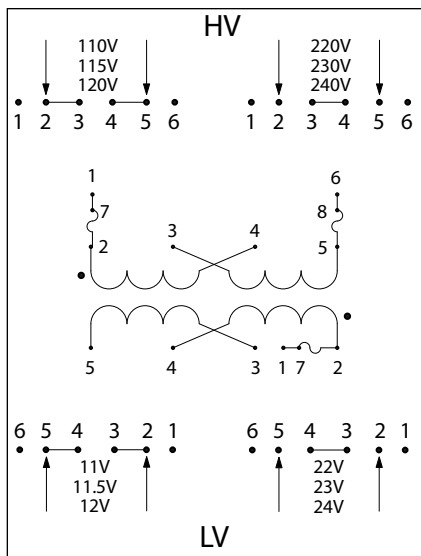 HV
110V 220V
115V 230V
120V 240V
1 2 3 4 5 6 1 2 3 4 5 6
1 6
7 8
2 3 4 5
5 4 3 1 7 2
6 5 4 3 2 1 6 5 4 3 2 1
11V 22V
11.5V 23V
12V 24V
LV